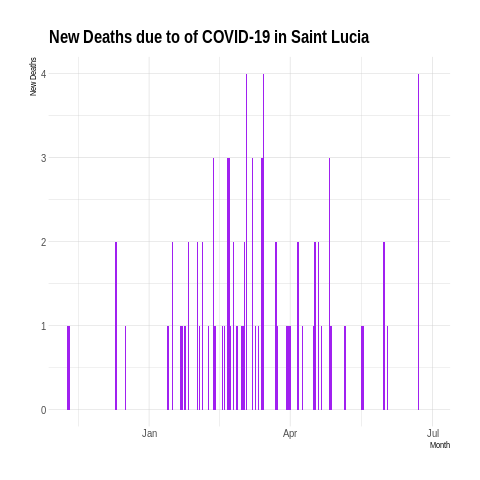 New Deaths due to of COVID-19 in Saint Lucia
New Deaths
4
3
2
1
0
Jan
Apr
Jul
Month